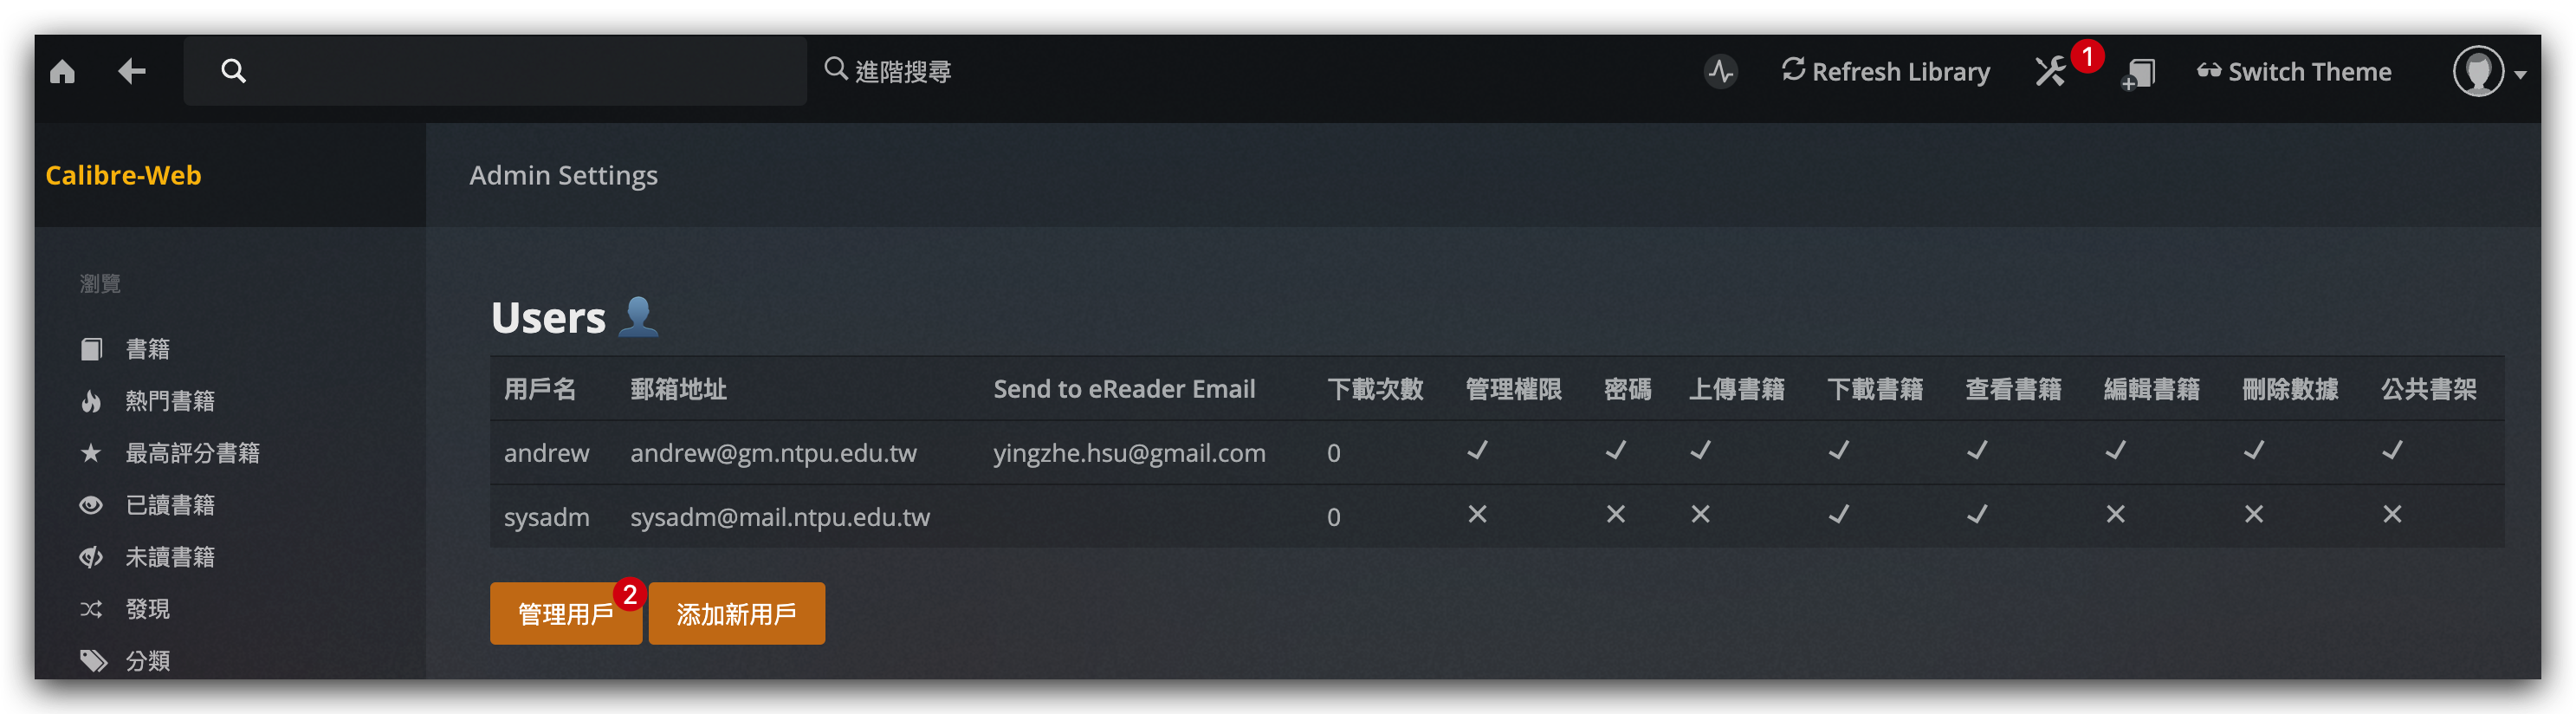 進階搜尋 Refresh Library 1 Switch Theme
Calibre-Web
Admin Settings
瀏覽
書籍
熱門書籍
最高評分書籍
已讀書籍
未讀書籍
發現
分類
Users
用戶名 郵箱地址 Send to eReader Email 下載次數 管理權限 密碼 上傳書籍 下載書籍 查看書籍 編輯書籍 刪除數據 公共書架
andrew andrew@gm.ntpu.edu.tw yingzhe.hsu@gmail.com 0
sysadm sysadm@mail.ntpu.edu.tw 0
管理用戶 2 添加新用戶